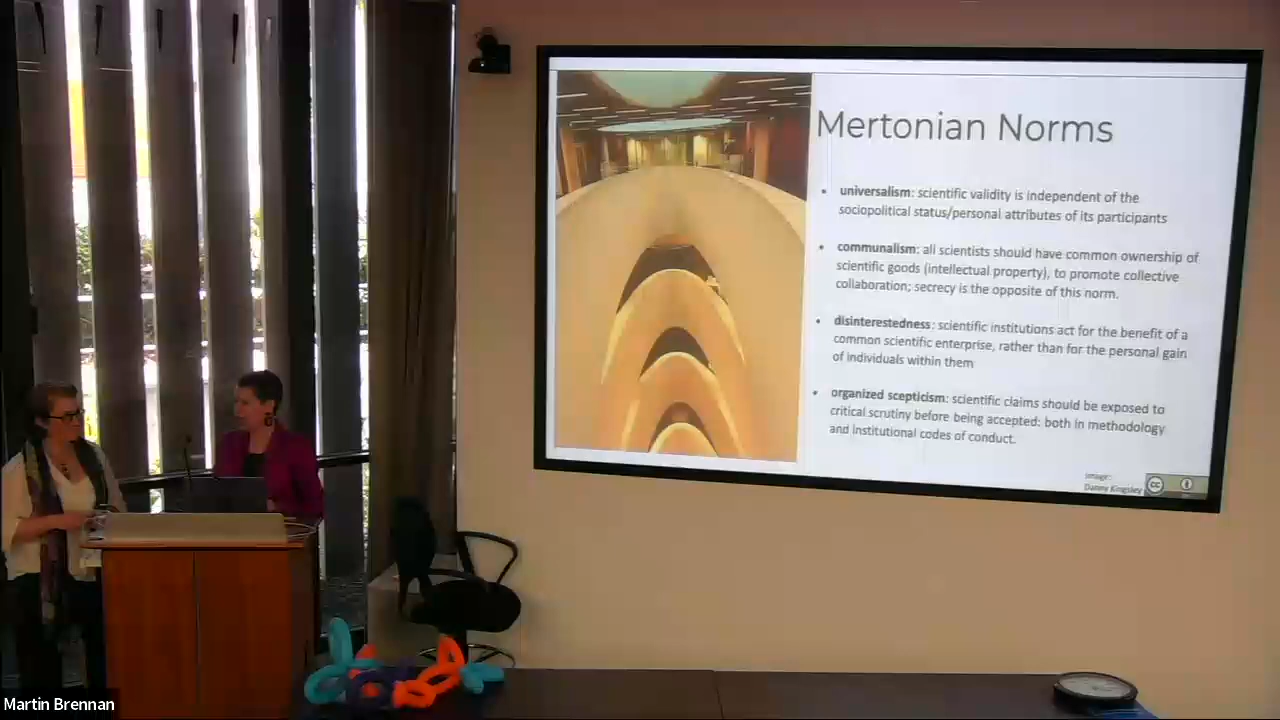 Mertonian Norms
• universalism: scientific validity is independent of the
sociopolitical status/personal attributes of its participants
• communalism: all scientists should have common ownership of
scientific goods (intellectual property), to promote collective
collaboration; secrecy is the opposite of this norm.
• disinterestedness: scientific institutions act for the benefit of a
common scientific enterprise, rather than for the personal gain
of individuals within them
• organized scepticism: scientific claims should be exposed to
critical scrutiny before being accepted: both in methodology
and institutional codes of conduct.
Image:
Danny Kingsley
cc
Martin Brennan